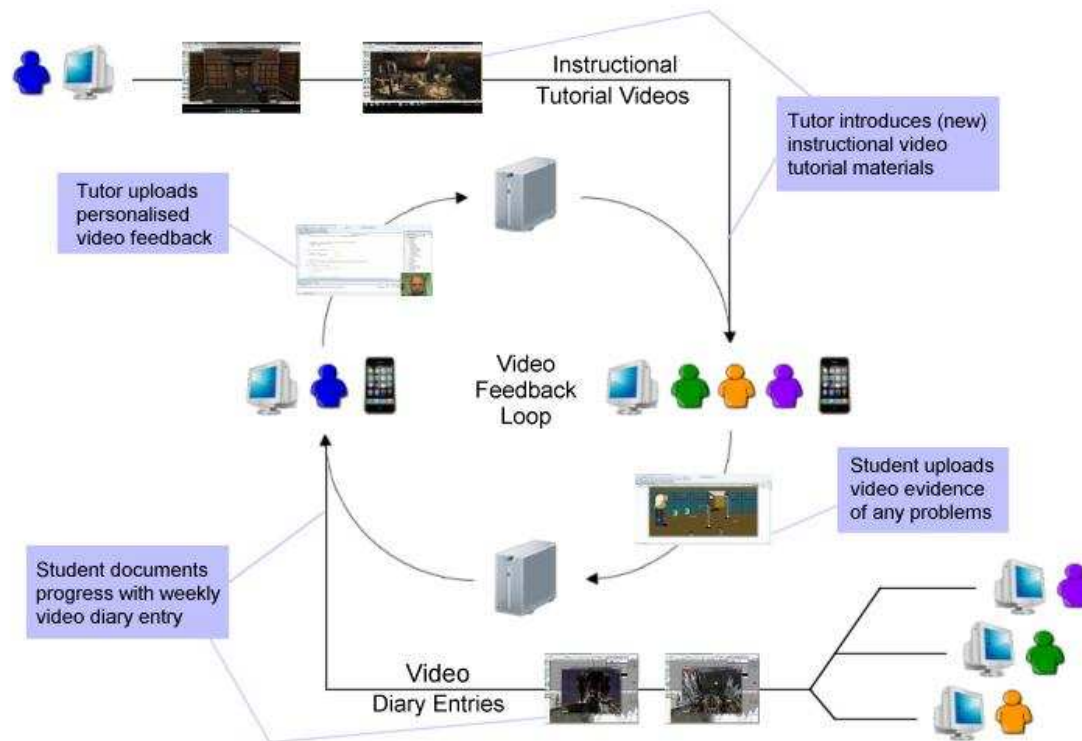 Instructional
Tutorial Videos
Tutor introduces (new)
instructional video
tutorial materials
Tutor uploads
personalised
video feedback
Video
Feedback
Loop
Student uploads
video evidence
of any problems
Student documents
progress with weekly
video diary entry
Video
Diary Entries